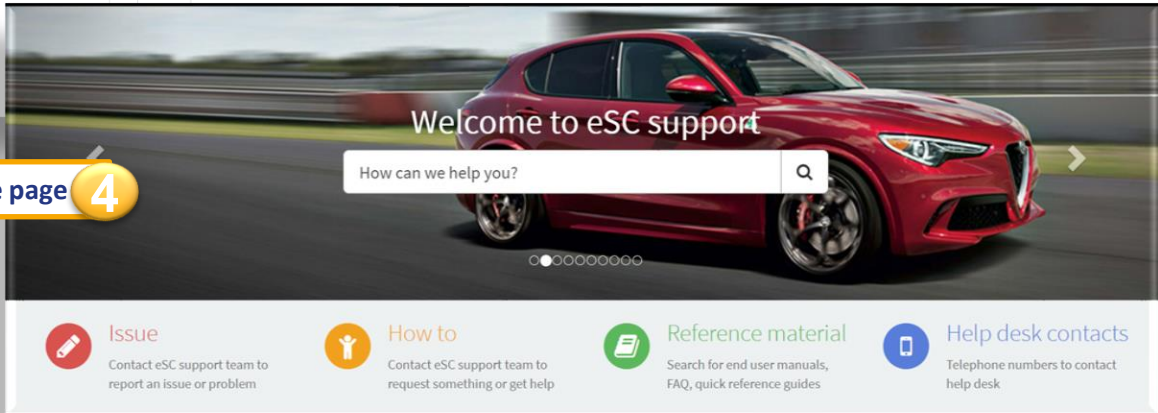 Welcome to eSC support
How can we help you?
page 4
Issue
Contact eSC support team to
report an issue or problem
How to
Contact eSC support team to
request something or get help
Reference material
Search for end user manuals,
FAQ, quick reference guides
Help desk contacts
Telephone numbers to contact
help desk